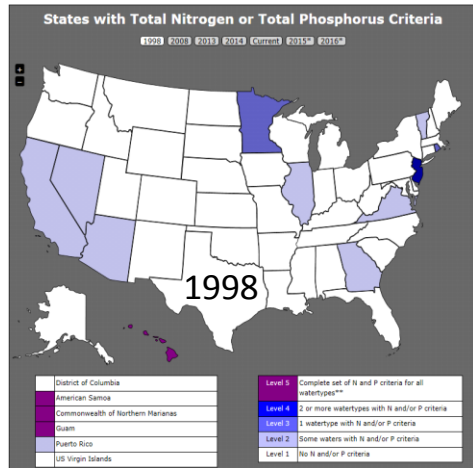 States with Total Nitrogen or Total Phosphorus Criteria
1998 2008 2013 2014 Current 2015* 2016*
+
-
1998
District of Columbia
American Samoa
Commonwealth of Northern Marianas
Guam
Puerto Rico
US Virgin Islands
Level 5 Complete set of N and P criteria for all
watertypes**
Level 4 2 or more watertypes with N and/or P criteria
Level 3 1 watertype with N and/or P criteria
Level 2 Some waters with N and/or P criteria
Level 1 No N and/or P criteria